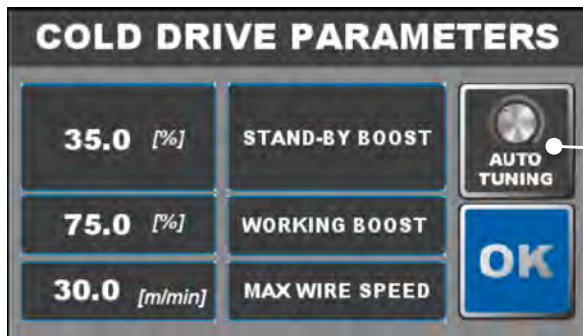 COLD DRIVE PARAMETERS
35.0 [%] STAND-BY BOOST
AUTO
TUNING
75.0 [%] WORKING BOOST
OK
30.0 [m/min] MAX WIRE SPEED